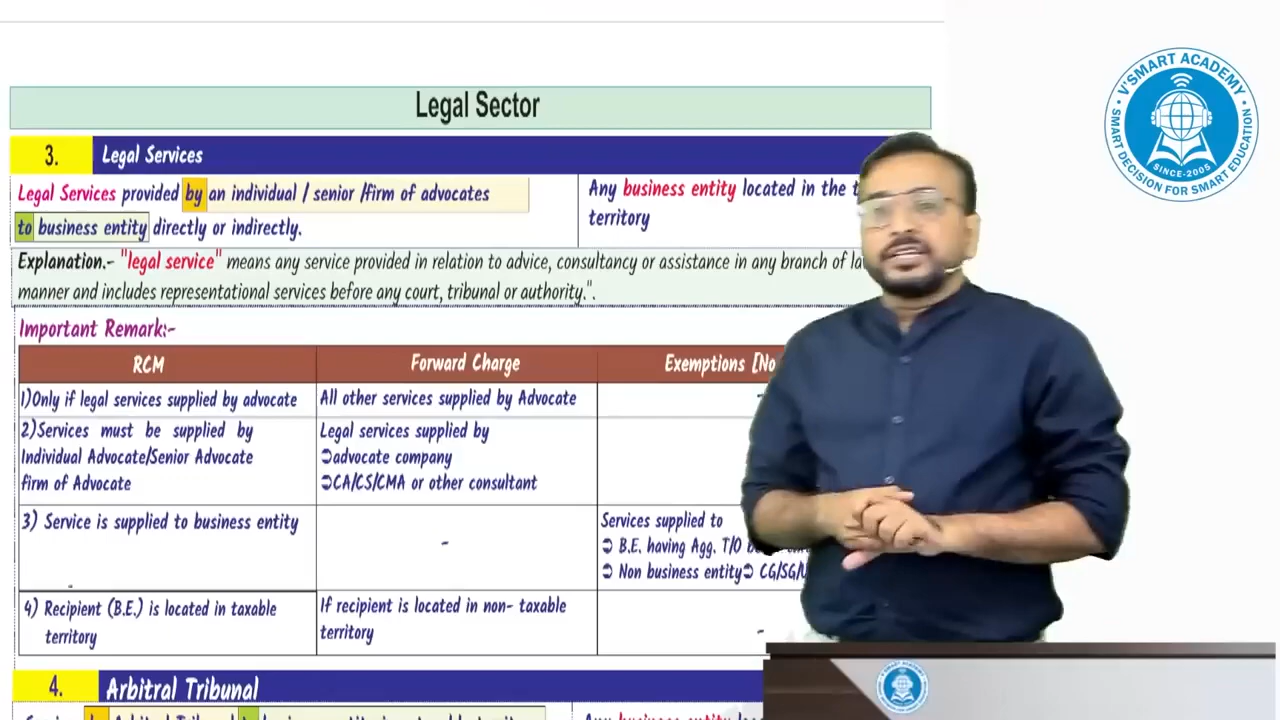 Legal Sector
3. Legal Services
Legal Services provided by an individual / senior /firm of advocates
to business entity directly or indirectly.
Any business entity located in the
territory
Explanation.- "legal service" means any service provided in relation to advice, consultancy or assistance in any branch of
manner and includes representational services before any court, tribunal or authority.".
Important Remark:-
RCM Forward Charge Exemptions
1)Only if legal services supplied by advocate
All other services supplied by Advocate
-
2)Services must be supplied by
Individual Advocate/Senior Advocate
firm of Advocate
Legal services supplied by
➲advocate company
➲CA/CS/CMA or other consultant
3) Service is supplied to business entity
-
Services supplied to
➲ B.E. having Agg. T/O
➲ Non business entity➲ CG/SG/
4) Recipient (B.E.) is located in taxable
territory
If recipient is located in non- taxable
territory
-
4. Arbitral Tribunal
V'SMART ACADEMY
SINCE-2005
SMART DECISION FOR SMART EDUCATION